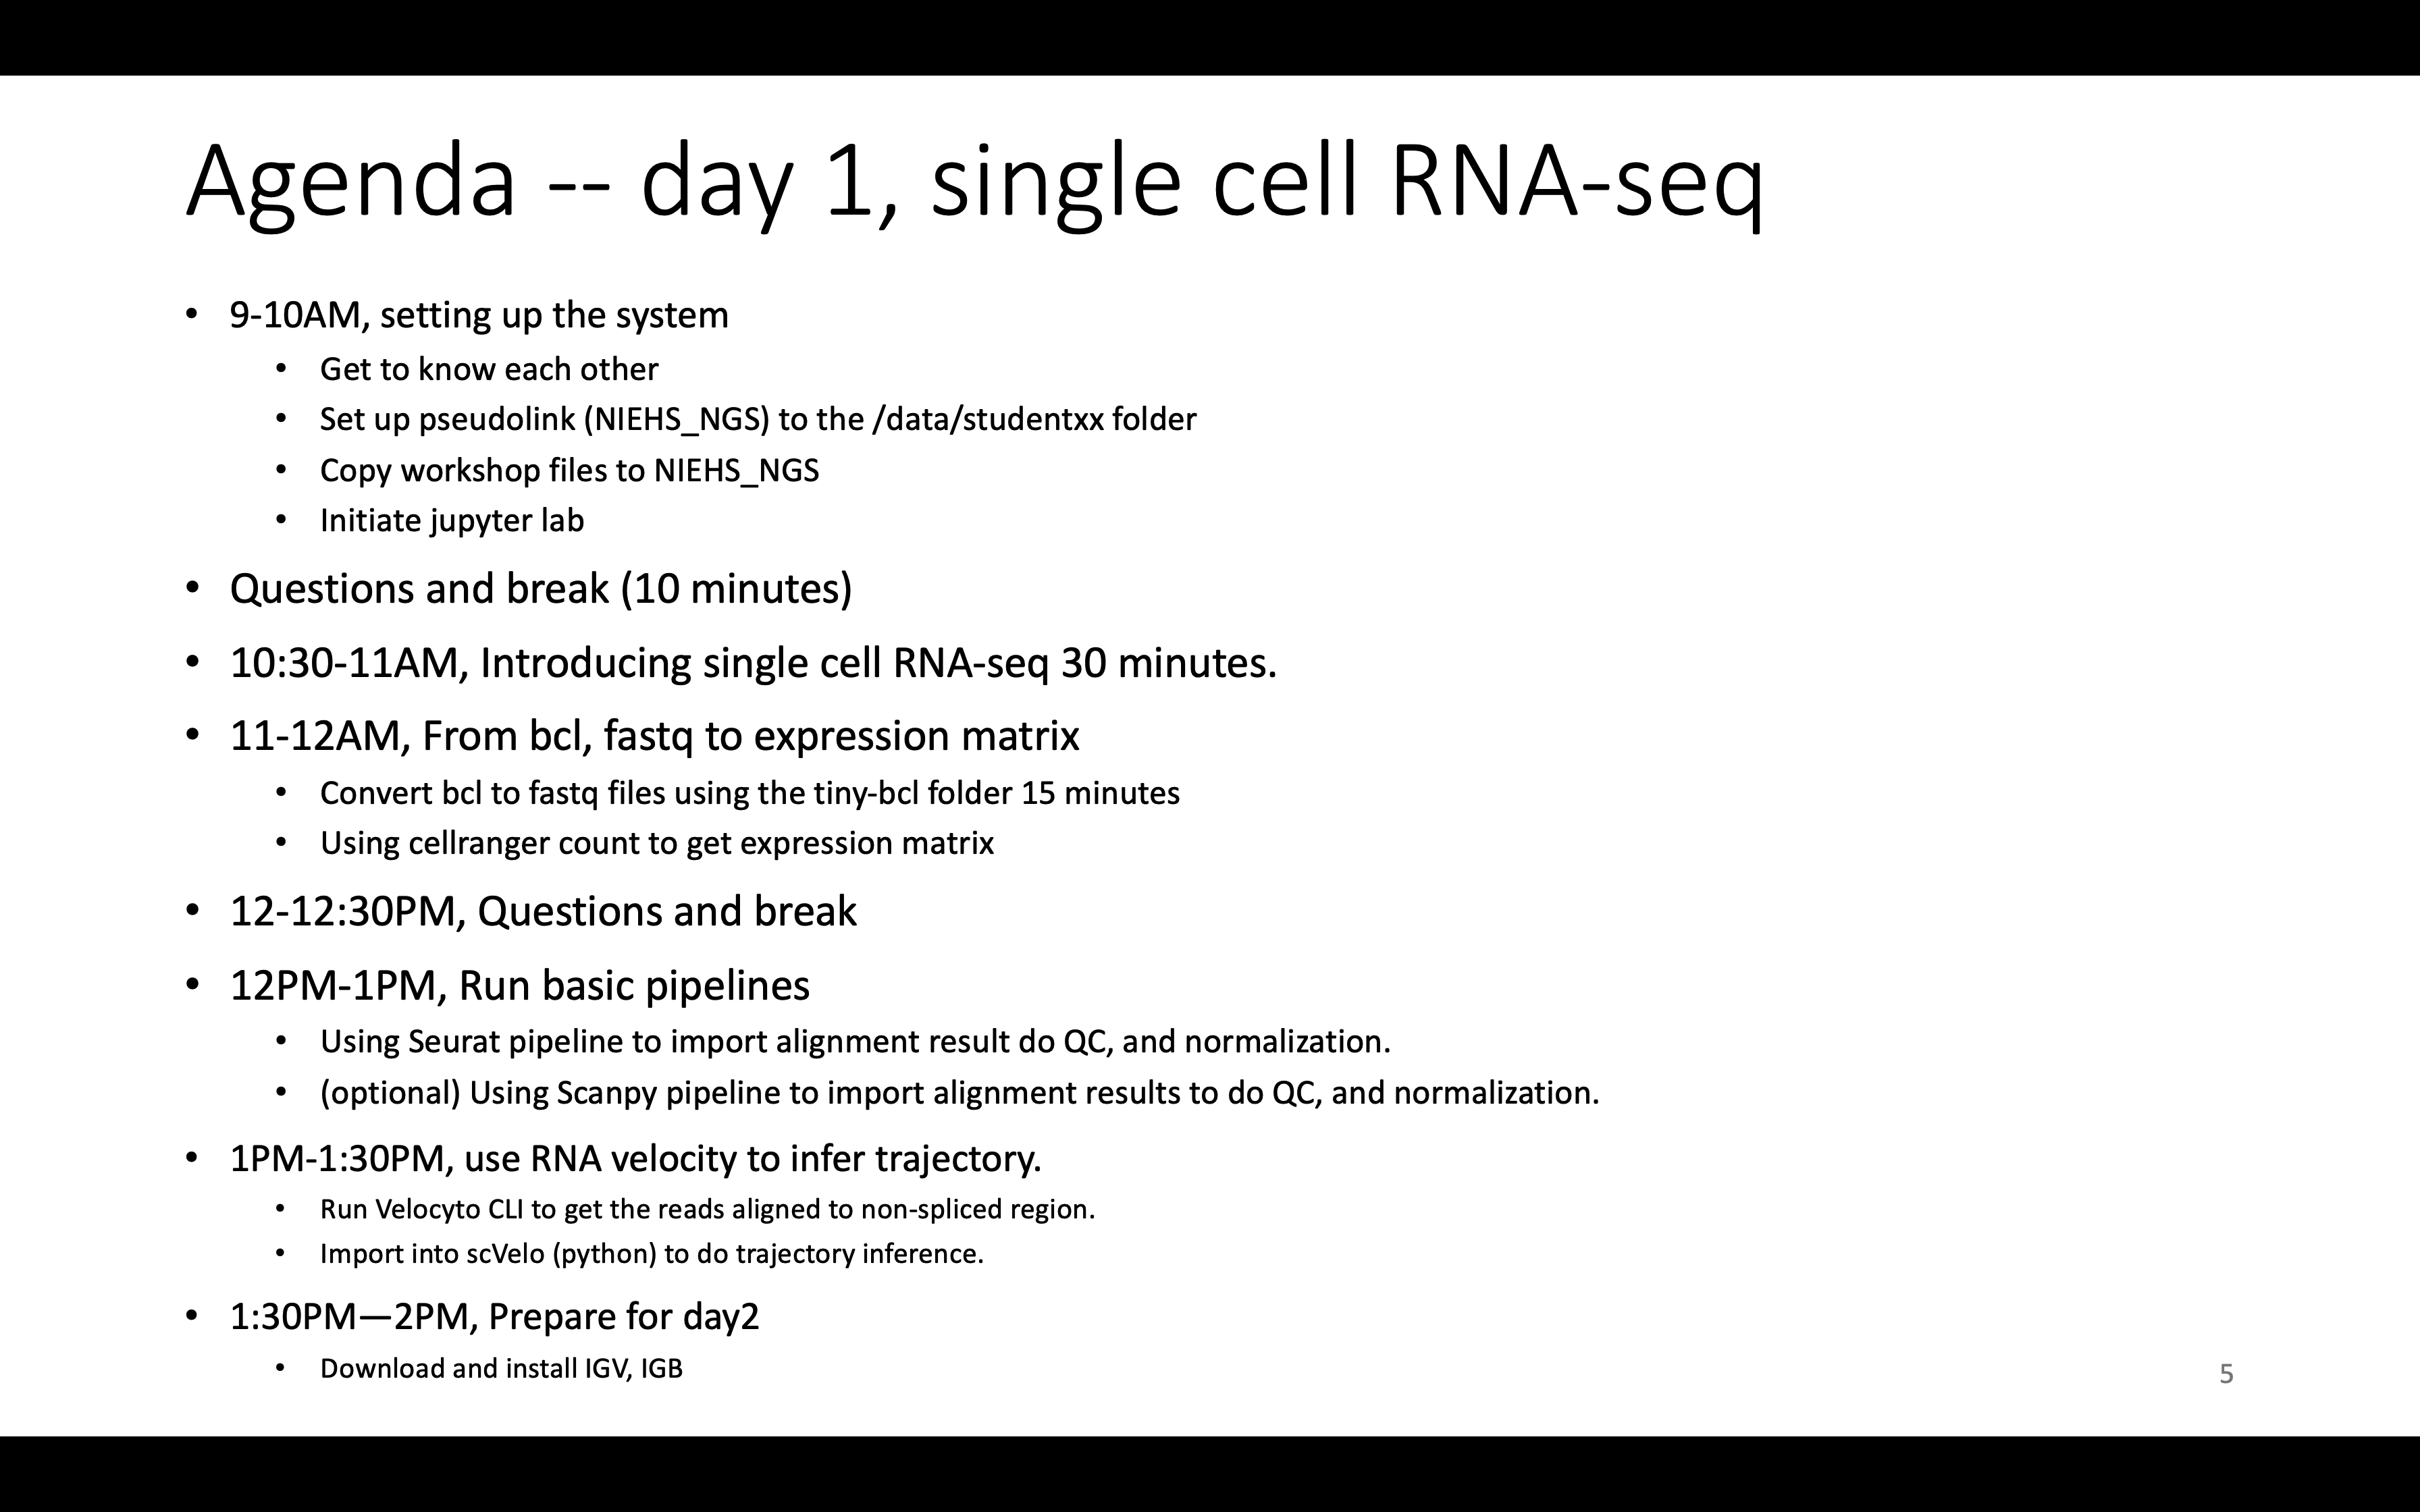 Agenda -- day 1, single cell RNA-seq
• 9-10AM, setting up the system
• Get to know each other
• Set up pseudolink (NIEHS_NGS) to the /data/studentxx folder
• Copy workshop files to NIEHS_NGS
• Initiate jupyter lab
• Questions and break (10 minutes)
• 10:30-11AM, Introducing single cell RNA-seq 30 minutes.
• 11-12AM, From bcl, fastq to expression matrix
• Convert bcl to fastq files using the tiny-bcl folder 15 minutes
• Using cellranger count to get expression matrix
• 12-12:30PM, Questions and break
• 12PM-1PM, Run basic pipelines
• Using Seurat pipeline to import alignment result do QC, and normalization.
• (optional) Using Scanpy pipeline to import alignment results to do QC, and normalization.
• 1PM-1:30PM, use RNA velocity to infer trajectory.
• Run Velocyto CLI to get the reads aligned to non-spliced region.
• Import into scVelo (python) to do trajectory inference.
• 1:30PM—2PM, Prepare for day2
• Download and install IGV, IGB
5